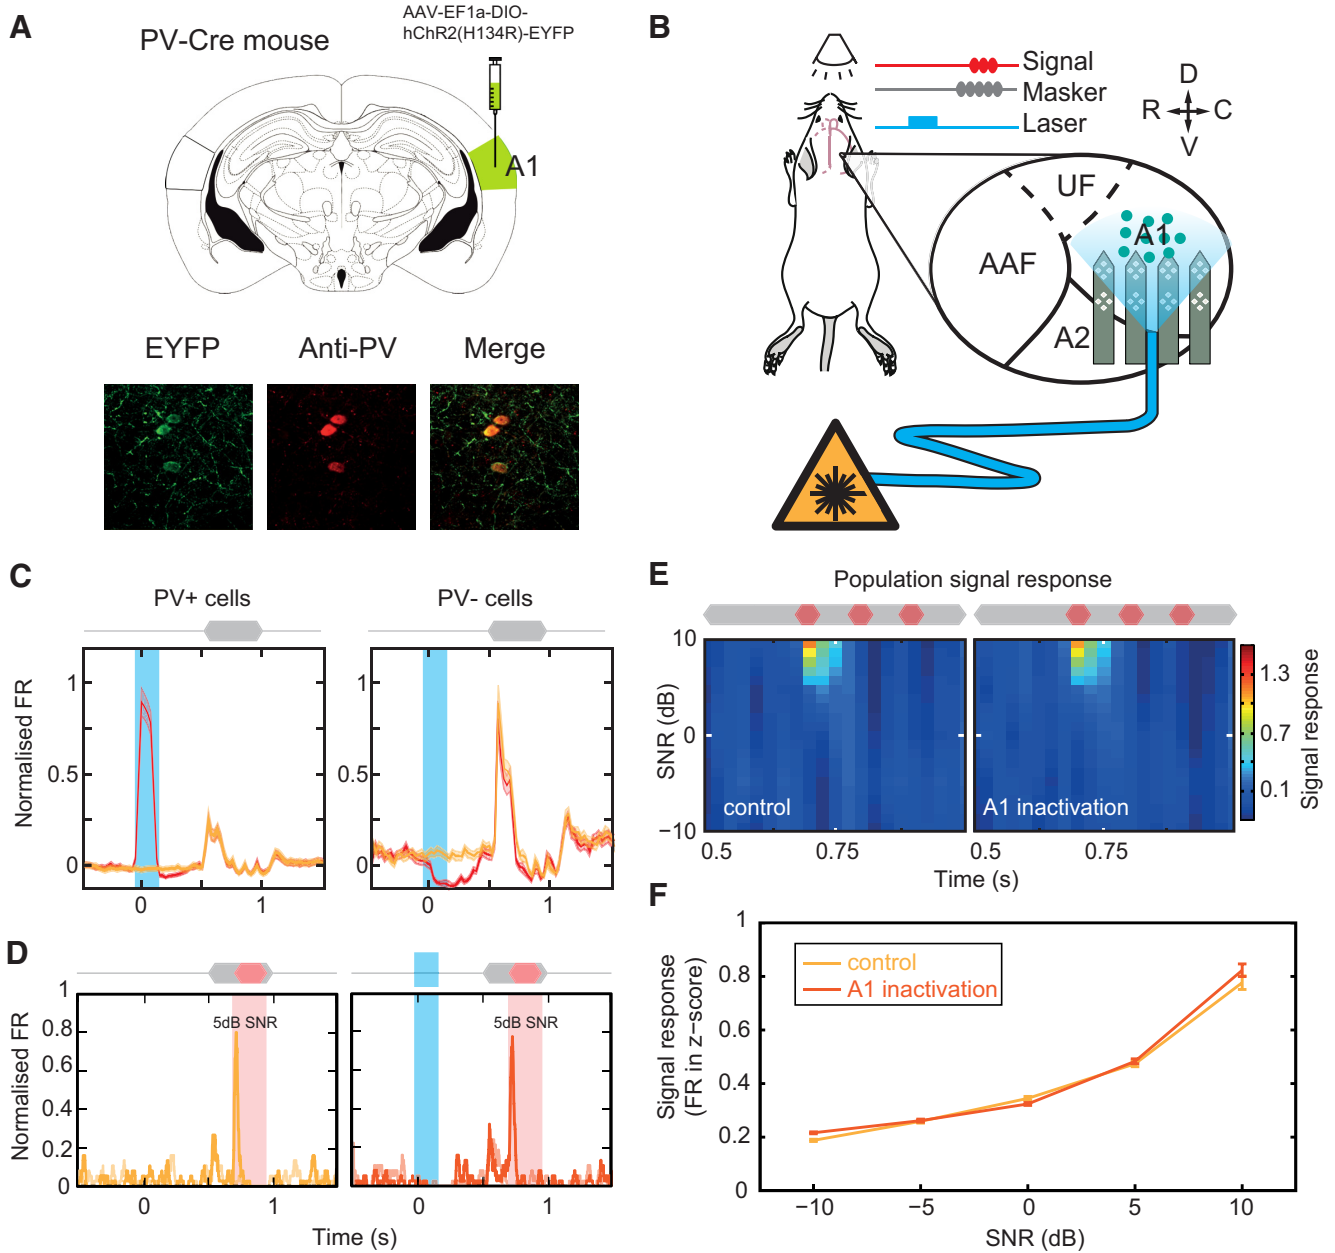 A
PV-Cre mouse
AAV-EF1a-DIO-
hChR2(H134R)-EYFP
A1
EYFP
Anti-PV
Merge
B
Signal
Masker
Laser
D
R
C
V
UF
A1
AAF
A2
C
PV+ cells
PV- cells
Normalised FR
1
0.5
0
0
1
1
0.5
0
0
1
D
Normalised FR
1
0.8
0.6
0.4
0.2
0
5dB SNR
5dB SNR
0
1
0
1
Time (s)
E
Population signal response
SNR (dB)
10
0
−10
control
A1 inactivation
0.5
0.75
0.5
0.75
Time (s)
1.3
0.7
0.1
Signal response
F
Signal response
(FR in z−score)
1
0.8
0.6
0.4
0.2
0
control
A1 inactivation
−10
−5
0
5
10
SNR (dB)